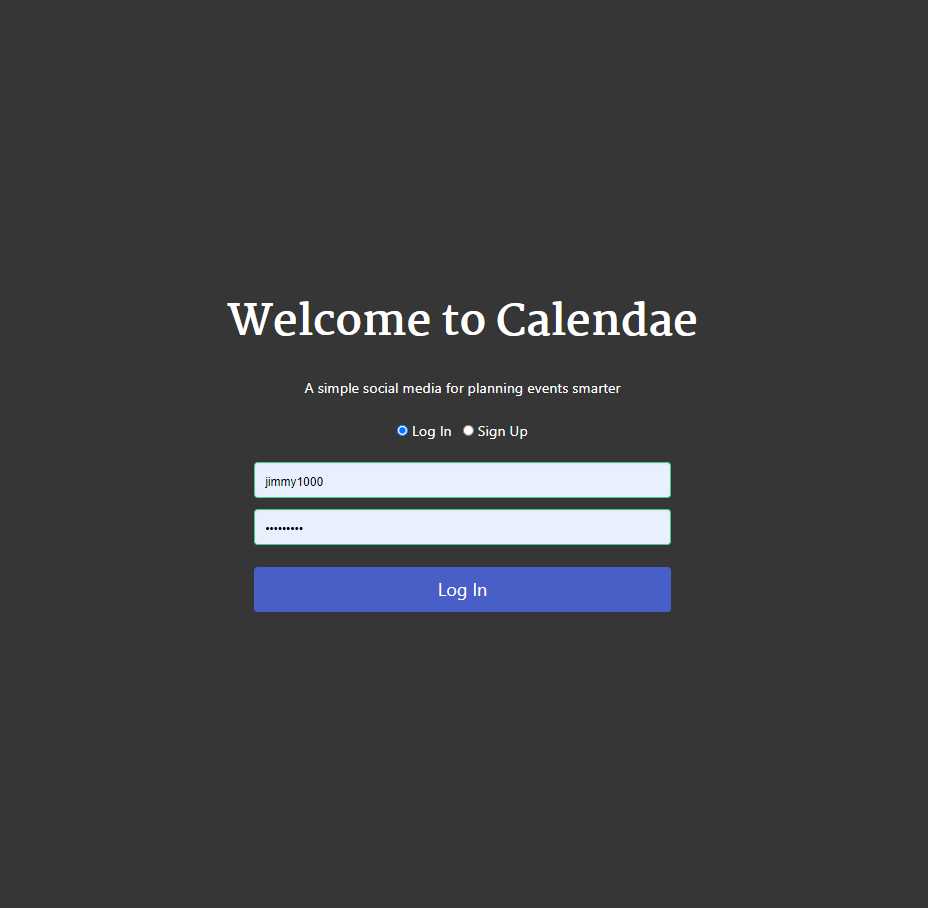 Welcome to Calendae
A simple social media for planning events smarter
Log In Sign Up
jimmy1000
•••••••••
Log In